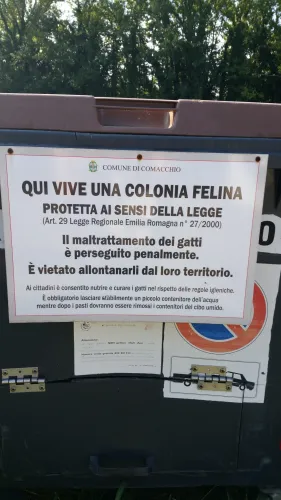 COMUNE DI COMACCHIO
QUI VIVE UNA COLONIA FELINA
PROTETTA AI SENSI DELLA LEGGE
(Art. 29 Legge Regionale Emilia Romagna n° 27/2000)
Il maltrattamento dei gatti
è perseguito penalmente.
È vietato allontanarli dal loro territorio.
Ai cittadini è consentito nutrire e curare i gatti nel rispetto delle regole igieniche.
È obbligatorio lasciare stabilmente un piccolo contenitore dell'acqua
mentre dopo i pasti dovranno essere rimossi i contenitori del cibo umido.
O